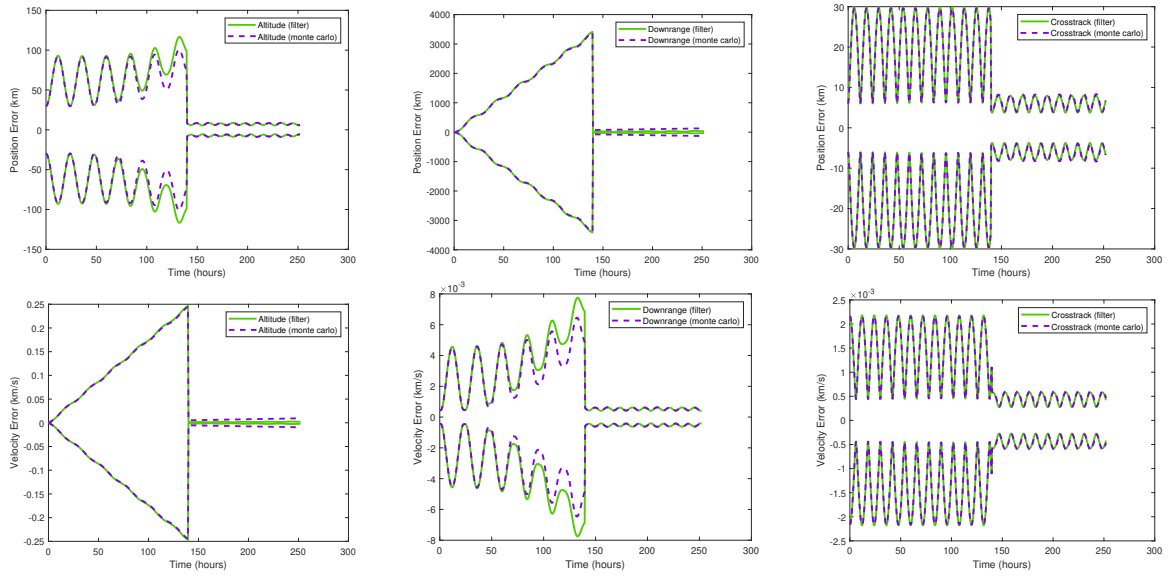 150
100
50
0
-50
-100
-150
Position Error (km)
0 50 100 150 200 250 300
Time (hours)
Altitude (filter)
Altitude (monte carlo)
4000
3000
2000
1000
0
-1000
-2000
-3000
-4000
Position Error (km)
0 50 100 150 200 250 300
Time (hours)
Downrange (filter)
Downrange (monte carlo)
30
20
10
0
-10
-20
-30
Position Error (km)
0 50 100 150 200 250 300
Time (hours)
Crosstrack (filter)
Crosstrack (monte carlo)
0.25
0.2
0.15
0.1
0.05
0
-0.05
-0.1
-0.15
-0.2
-0.25
Velocity Error (km/s)
0 50 100 150 200 250 300
Time (hours)
Altitude (filter)
Altitude (monte carlo)
8 ×10⁻³
6
4
2
0
-2
-4
-6
-8
Velocity Error (km/s)
0 50 100 150 200 250 300
Time (hours)
Downrange (filter)
Downrange (monte carlo)
2.5 ×10⁻³
2
1.5
1
0.5
0
-0.5
-1
-1.5
-2
-2.5
Velocity Error (km/s)
0 50 100 150 200 250 300
Time (hours)
Crosstrack (filter)
Crosstrack (monte carlo)